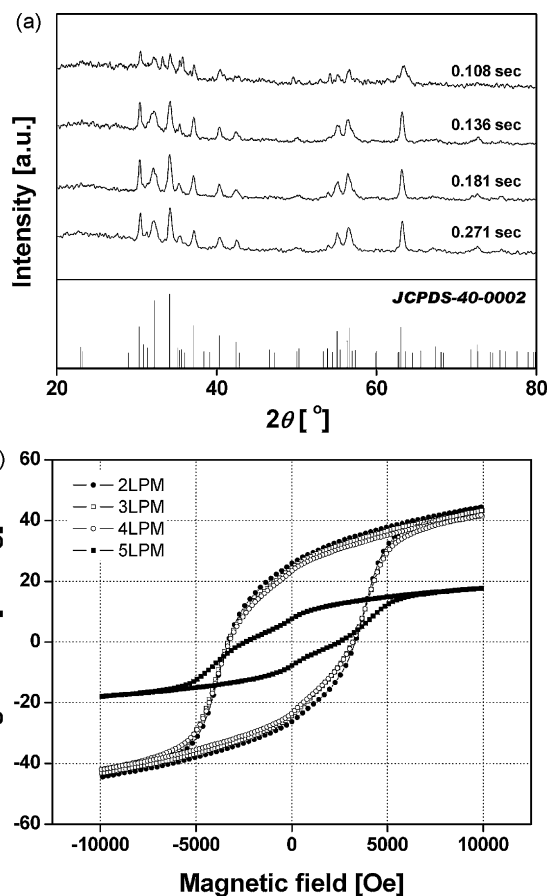 (a)
0.108 sec
0.136 sec
0.181 sec
0.271 sec
JCPDS-40-0002
Intensity [a.u.]
20 40 60 80
2θ [ °]
)
60
40
20
0
-20
-40
-60
2LPM
3LPM
4LPM
5LPM
-10000 -5000 0 5000 10000
Magnetic field [Oe]